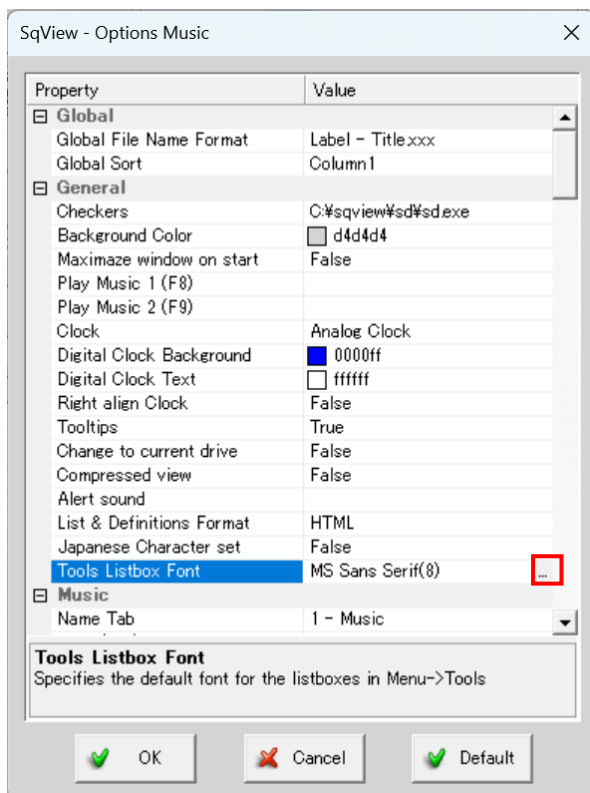 SqView - Options Music
Property Value
Global
Global File Name Format Label - Title.xxx
Global Sort Column1
General
Checkers C:¥sqview¥sd¥sd.exe
Background Color d4d4d4
Maximaze window on start False
Play Music 1 (F8)
Play Music 2 (F9)
Clock Analog Clock
Digital Clock Background 0000ff
Digital Clock Text ffffff
Right align Clock False
Tooltips True
Change to current drive False
Compressed view False
Alert sound
List & Definitions Format HTML
Japanese Character set False
Tools Listbox Font MS Sans Serif(8) ...
Music
Name Tab 1 - Music
Tools Listbox Font
Specifies the default font for the listboxes in Menu->Tools
OK Cancel Default